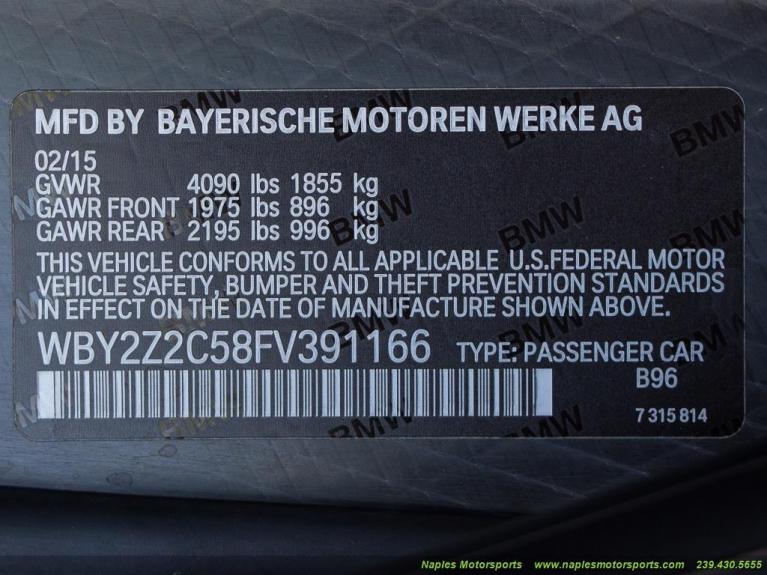 MFD BY BAYERISCHE MOTOREN WERKE AG
02/15
GVWR 4090 lbs 1855 kg
GAWR FRONT 1975 lbs 896 kg
GAWR REAR 2195 lbs 996 kg
THIS VEHICLE CONFORMS TO ALL APPLICABLE U.S.FEDERAL MOTOR
VEHICLE SAFETY, BUMPER AND THEFT PREVENTION STANDARDS
IN EFFECT ON THE DATE OF MANUFACTURE SHOWN ABOVE.
WBY2Z2C58FV391166 TYPE: PASSENGER CAR
B96
7 315 814
Naples Motorsports www.naplesmotorsports.com 239.430.5655